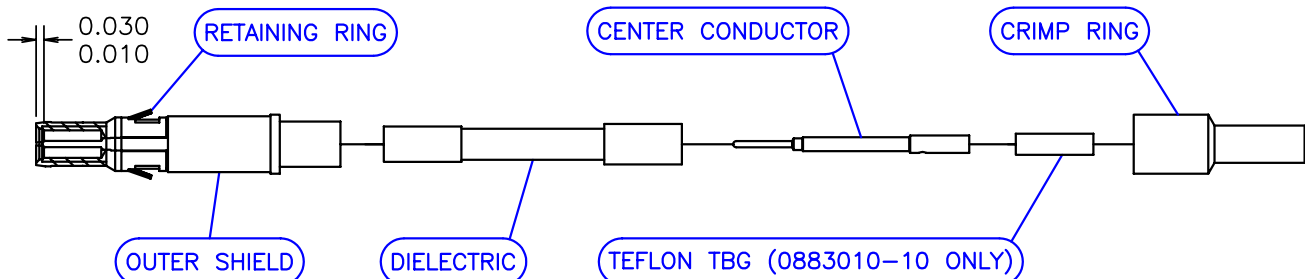 0.030
0.010
RETAINING RING
CENTER CONDUCTOR
CRIMP RING
OUTER SHIELD
DIELECTRIC
TEFLON TBG (0883010-10 ONLY)